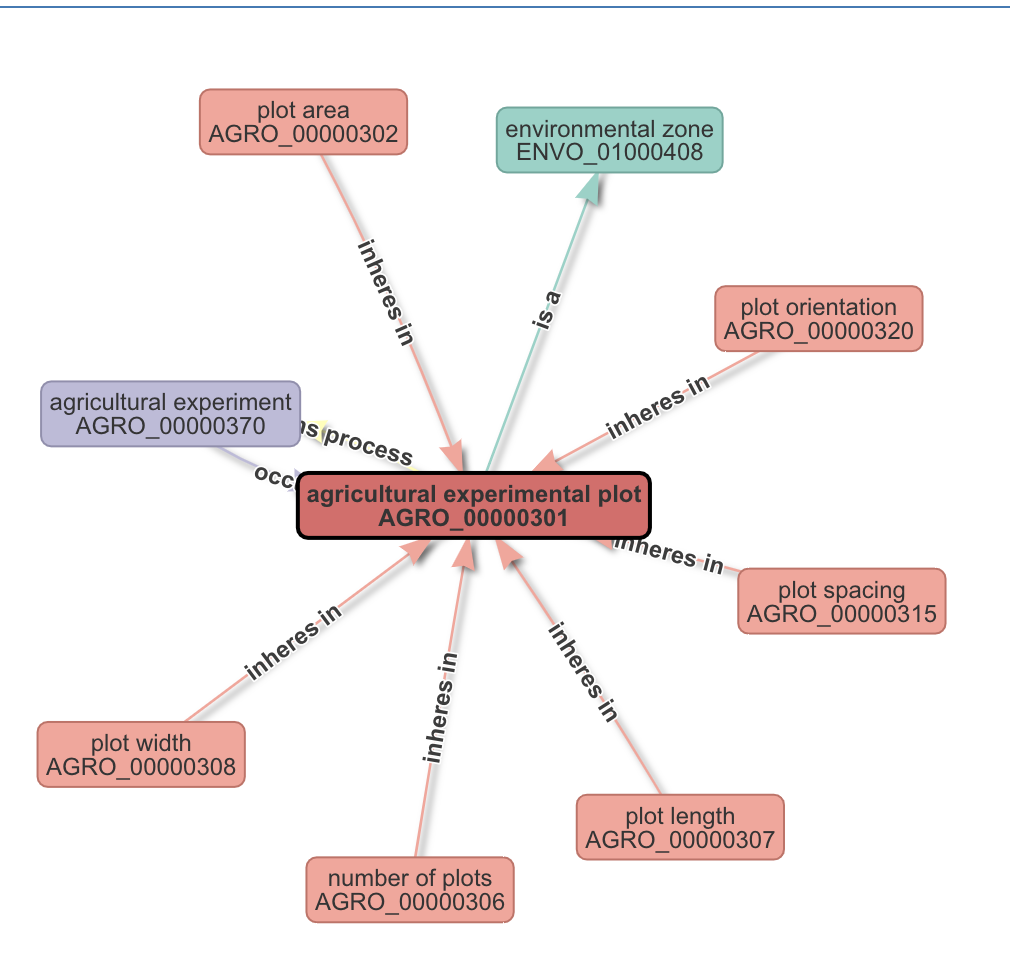 plot area
AGRO_00000302
environmental zone
ENVO_01000408
inheres in
is a
plot orientation
AGRO_00000320
inheres in
agricultural experiment
AGRO_00000370
process
agricultural experimental plot
AGRO_00000301
inheres in
plot spacing
AGRO_00000315
inheres in
inheres in
inheres in
plot width
AGRO_00000308
plot length
AGRO_00000307
number of plots
AGRO_00000306